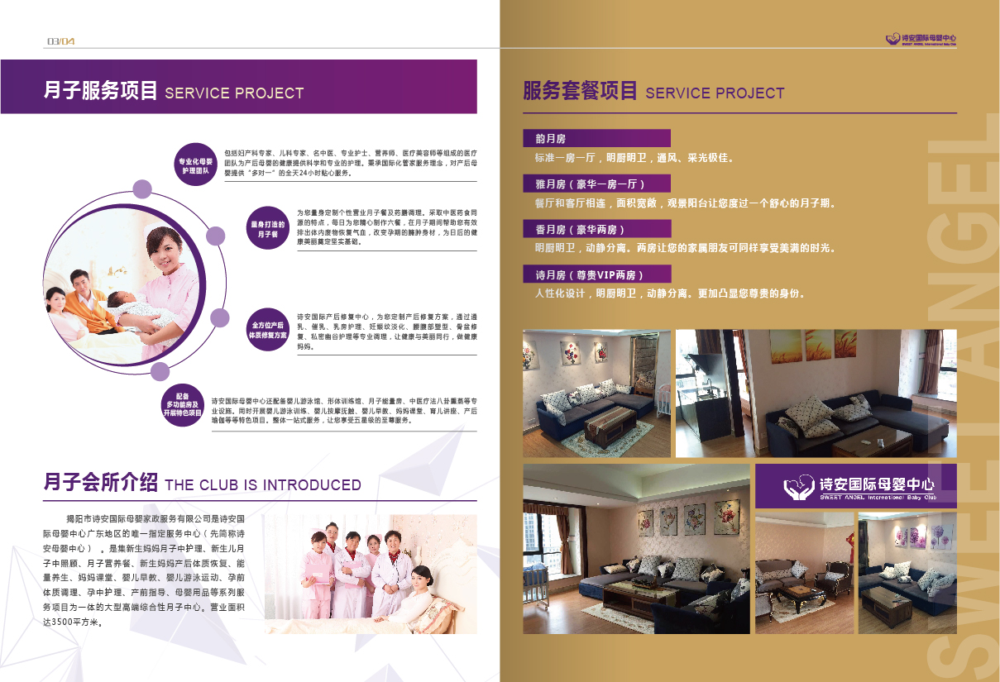 03/04
月子服务项目 SERVICE PROJECT
专业化母婴
护理团队
包括妇产科专家、儿科专家、名中医、专业护士、营养师、医疗美容师等组成的医疗
团队为产后母婴的健康提供科学和专业的护理。秉承国际化管家服务理念，对产后母
婴提供“多对一”的全天24小时贴心服务。
量身打造的
月子餐
为您量身定制个性营业月子餐及药膳调理。采取中医药食同
源的特点，每日为您精心制作六餐，在月子期间帮助您有效
排出体内废物恢复气血，改变孕期的臃肿身材，为日后的健
康美丽奠定坚实基础。
全方位产后
体质修复方案
诗安国际产后修复中心，为您定制产后修复方案，通过通
乳、催乳、乳房护理、妊娠纹淡化、腰腹部塑型、骨盆修
复、私密幽谷护理等专业调理，让健康与美丽同行，做健康
妈妈。
配备
多功能房及
开展特色项目
诗安国际母婴中心还配备婴儿游泳馆、形体训练馆、月子能量房、中医疗法八卦熏蒸等专
业设施。同时开展婴儿游泳训练、婴儿按摩抚触、婴儿早教、妈妈课堂、育儿讲座、产后
瑜伽等等特色项目。整体一站式服务，让您享受五星级的至尊服务。
月子会所介绍 THE CLUB IS INTRODUCED
揭阳市诗安国际母婴家政服务有限公司是诗安国
际母婴中心广东地区的唯一指定服务中心（先简称诗
安母婴中心） 。是集新生妈妈月子中护理、新生儿月
子中照顾、月子营养餐、新生妈妈产后体质恢复、能
量养生、妈妈课堂、婴儿早教、婴儿游泳运动、孕前
体质调理、孕中护理、产前指导、母婴用品等系列服
务项目为一体的大型高端综合性月子中心。营业面积
达3500平方米。
诗安国际母婴中心
SWEET ANGEL International Baby Club
服务套餐项目 SERVICE PROJECT
韵月房
标准一房一厅，明厨明卫，通风、采光极佳。
雅月房（豪华一房一厅）
餐厅和客厅相连，面积宽敞，观景阳台让您度过一个舒心的月子期。
香月房（豪华两房）
明厨明卫，动静分离。两房让您的家属朋友可同样享受美满的时光。
诗月房（尊贵VIP两房）
人性化设计，明厨明卫，动静分离。更加凸显您尊贵的身份。
诗安国际母婴中心
SWEET ANGEL International Baby Club
SWEET ANGEL